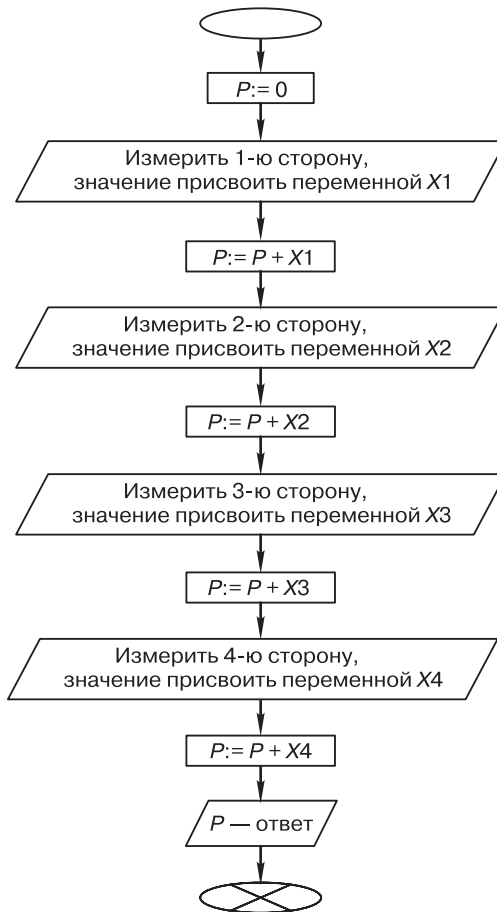 P:= 0
Измерить 1-ю сторону,
значение присвоить переменной X1
P:= P + X1
Измерить 2-ю сторону,
значение присвоить переменной X2
P:= P + X2
Измерить 3-ю сторону,
значение присвоить переменной X3
P:= P + X3
Измерить 4-ю сторону,
значение присвоить переменной X4
P:= P + X4
P — ответ